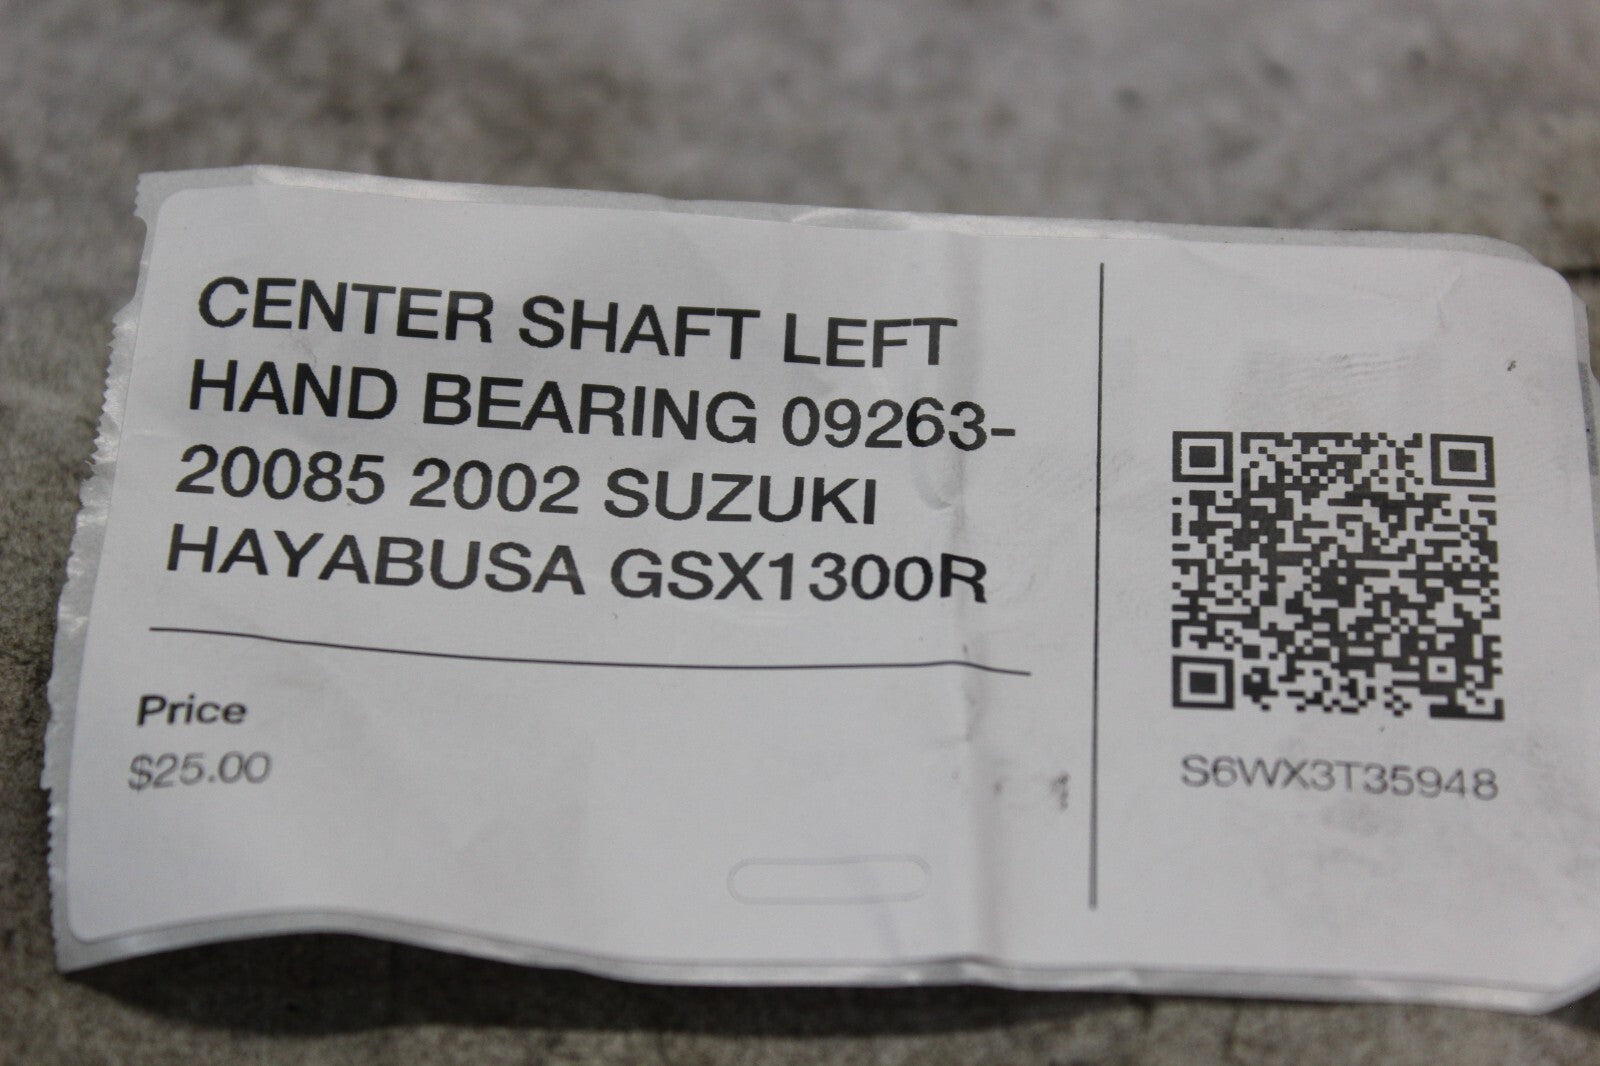 CENTER SHAFT LEFT
HAND BEARING 09263-
20085 2002 SUZUKI
HAYABUSA GSX1300R
Price
$25.00
S6WX3T35948